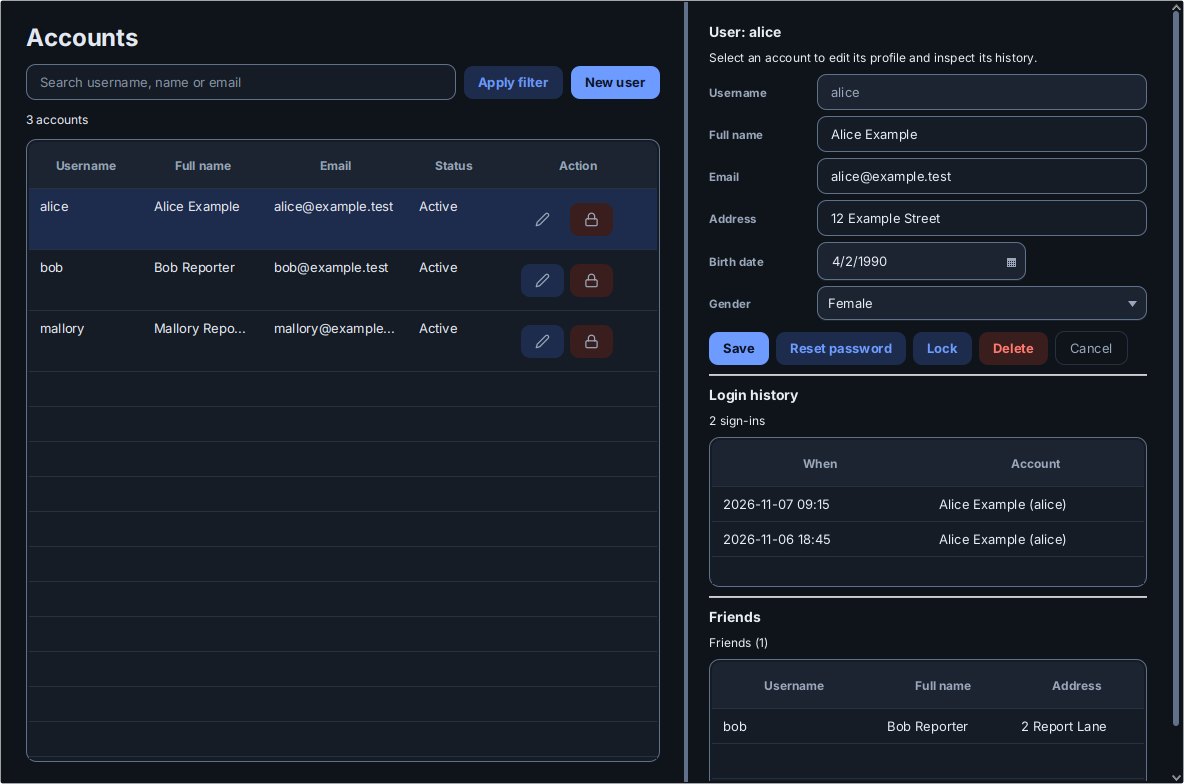 Accounts
Search username, name or email
Apply filter
New user
3 accounts
Username Full name Email Status Action
alice Alice Example alice@example.test Active
bob Bob Reporter bob@example.test Active
mallory Mallory Repo... mallory@example... Active
User: alice
Select an account to edit its profile and inspect its history.
Username alice
Full name Alice Example
Email alice@example.test
Address 12 Example Street
Birth date 4/2/1990
Gender Female
Save Reset password Lock Delete Cancel
Login history
2 sign-ins
When Account
2026-11-07 09:15 Alice Example (alice)
2026-11-06 18:45 Alice Example (alice)
Friends
Friends (1)
Username Full name Address
bob Bob Reporter 2 Report Lane